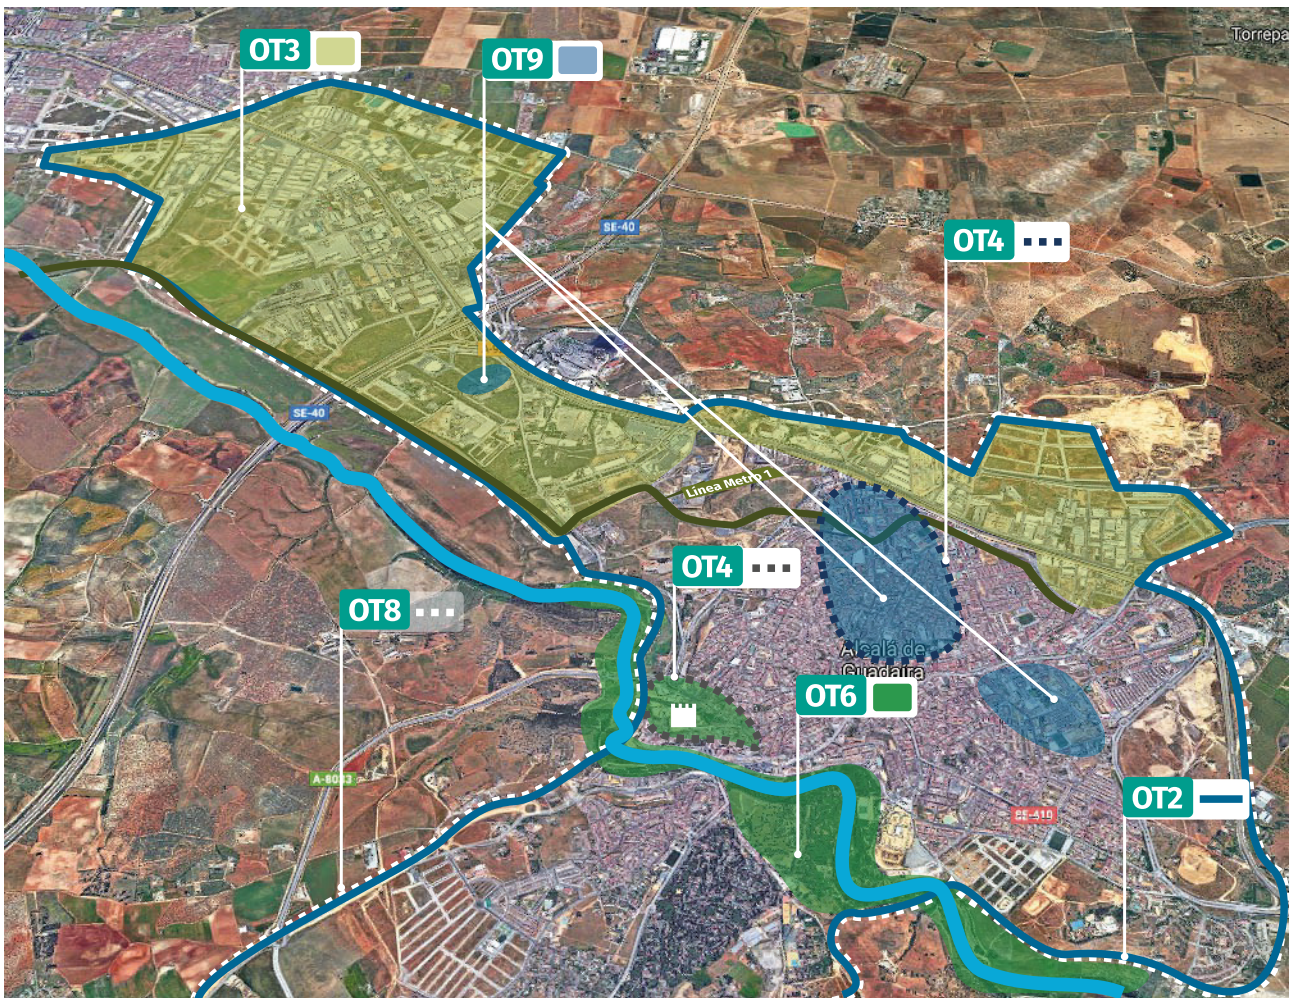 Torrepa
OT3
OT9
SE-40
OT4
SE-40
Línea Metro 1
OT4
OT8
Alcalá de
Guadaíra
OT6
A-8033
OT2
SE-410